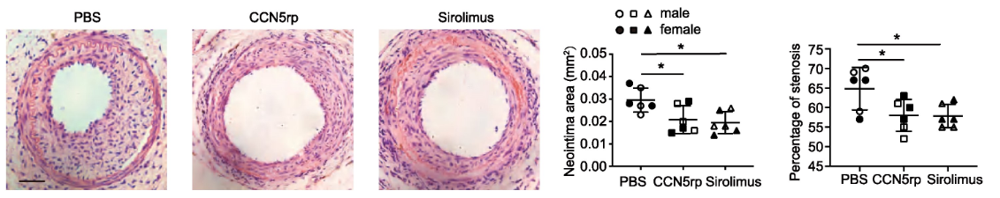 PBS
CCN5rp
Sirolimus
male
female
Neointima area (mm²)
0.05
0.04
0.03
0.02
0.01
0.00
*
*
PBS CCN5rp Sirolimus
Percentage of stenosis
75
70
65
60
55
50
45
*
*
PBS CCN5rp Sirolimus